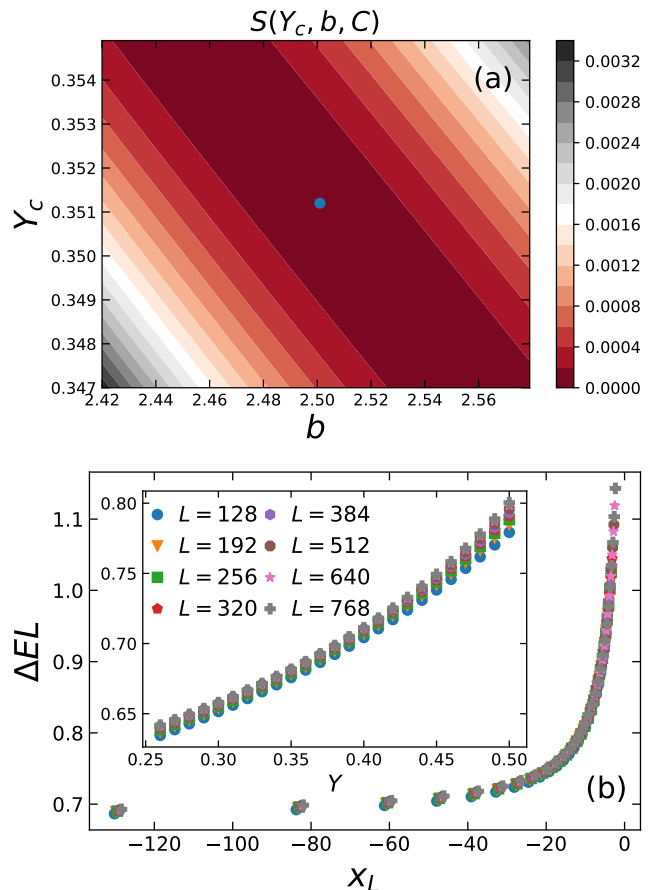 S(Y_c, b, C)
(a)
0.354
0.353
0.352
0.351
0.350
0.349
0.348
0.347
Y_c
2.42 2.44 2.46 2.48 2.50 2.52 2.54 2.56
b
0.0032
0.0028
0.0024
0.0020
0.0016
0.0012
0.0008
0.0004
0.0000
1.1
1.0
0.9
0.8
0.7
ΔEL
0.80
0.75
0.70
0.65
L = 128 L = 384
L = 192 L = 512
L = 256 L = 640
L = 320 L = 768
0.25 0.30 0.35 0.40 0.45 0.50
Y
(b)
−120 −100 −80 −60 −40 −20 0
x_L